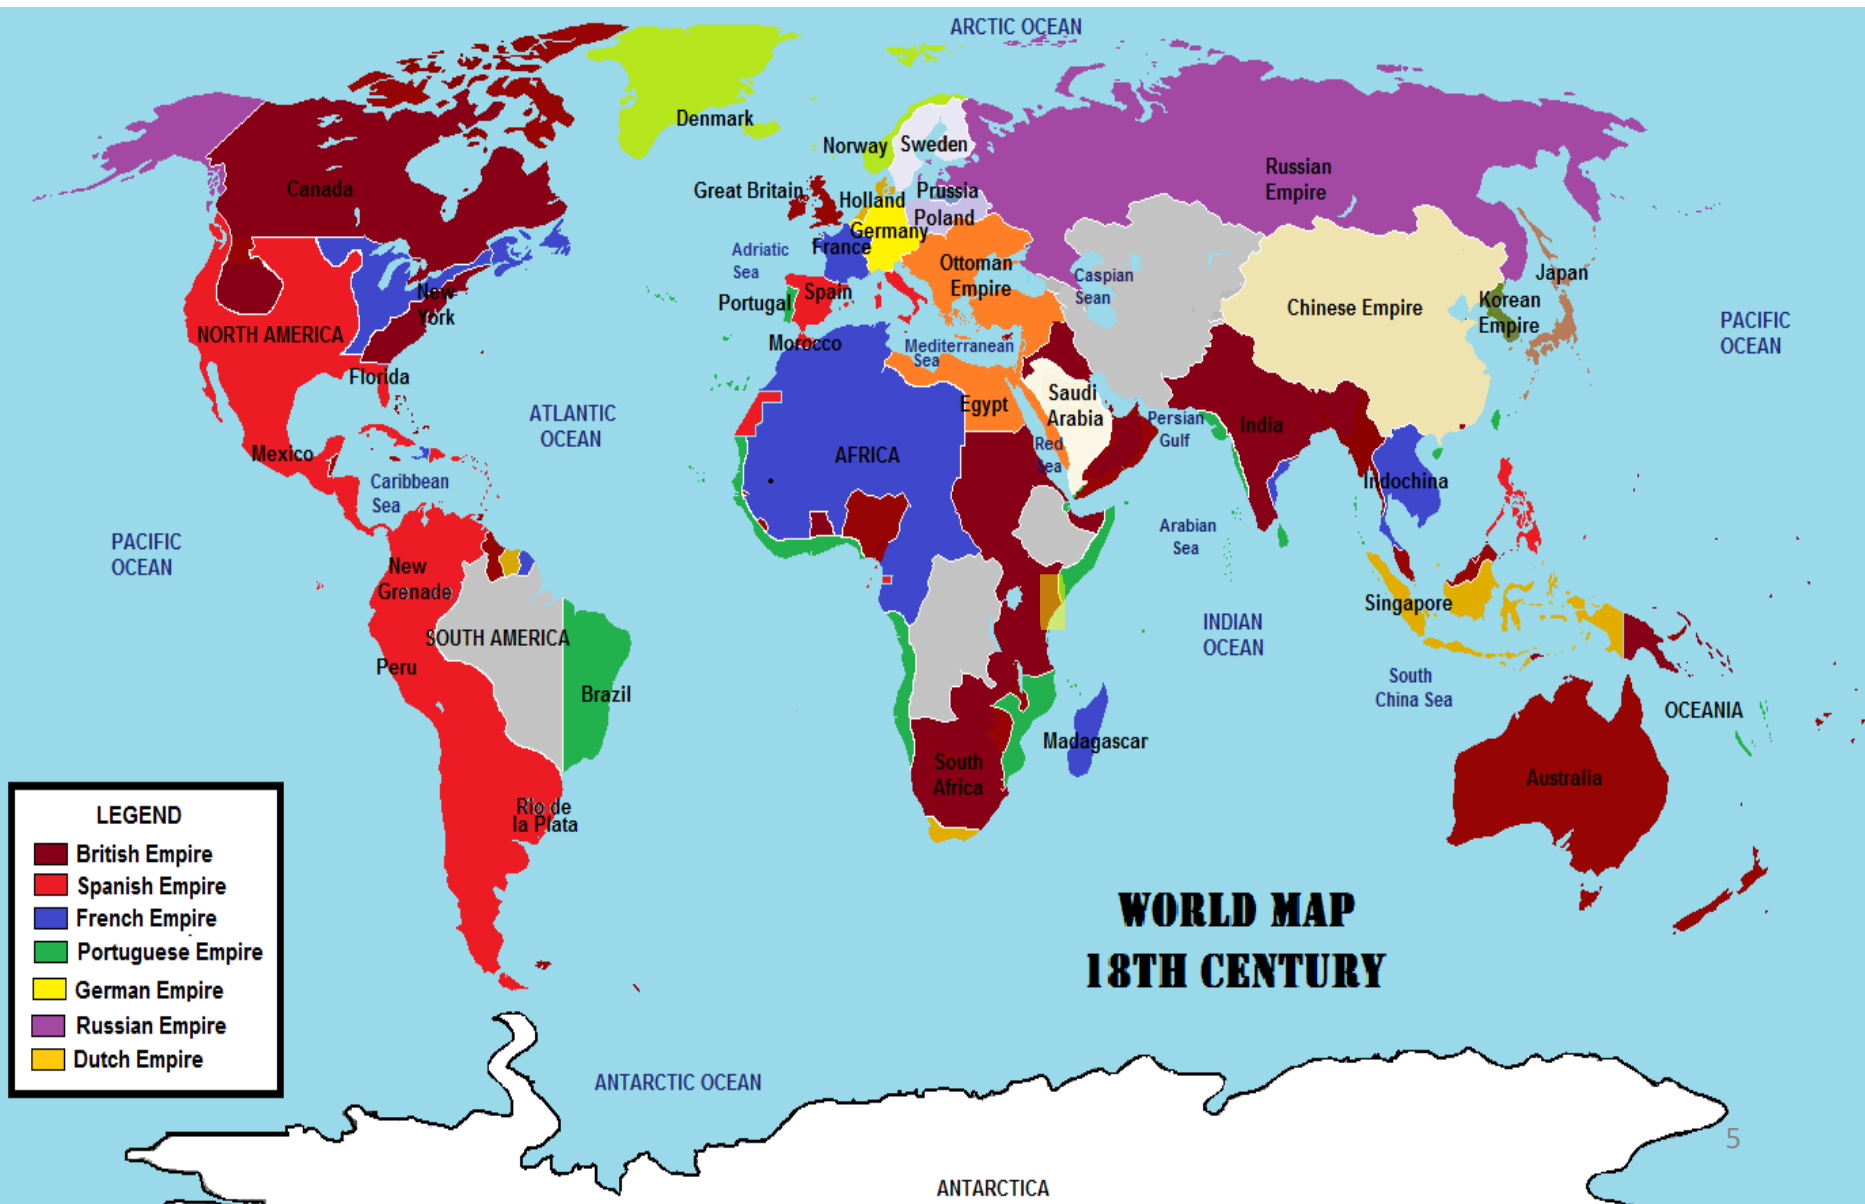 ARCTIC OCEAN
Denmark
Norway
Sweden
Russian
Empire
Canada
Great Britain
Holland
Prussia
Poland
Germany
France
Adriatic
Sea
Ottoman
Empire
Caspian
Sean
Japan
Chinese Empire
Korean
Empire
New
York
Portugal
Spain
NORTH AMERICA
Morocco
Mediterranean
Sea
PACIFIC
OCEAN
Florida
ATLANTIC
OCEAN
Egypt
Saudi
Arabia
Persian
Gulf
India
Red
Sea
Mexico
AFRICA
Caribbean
Sea
Indochina
PACIFIC
OCEAN
Arabian
Sea
New
Grenade
Singapore
SOUTH AMERICA
INDIAN
OCEAN
Peru
Brazil
South
China Sea
OCEANIA
Madagascar
South
Africa
Australia
Rio de
la Plata
LEGEND
British Empire
Spanish Empire
French Empire
Portuguese Empire
German Empire
Russian Empire
Dutch Empire
WORLD MAP
18TH CENTURY
ANTARCTIC OCEAN
5
ANTARCTICA